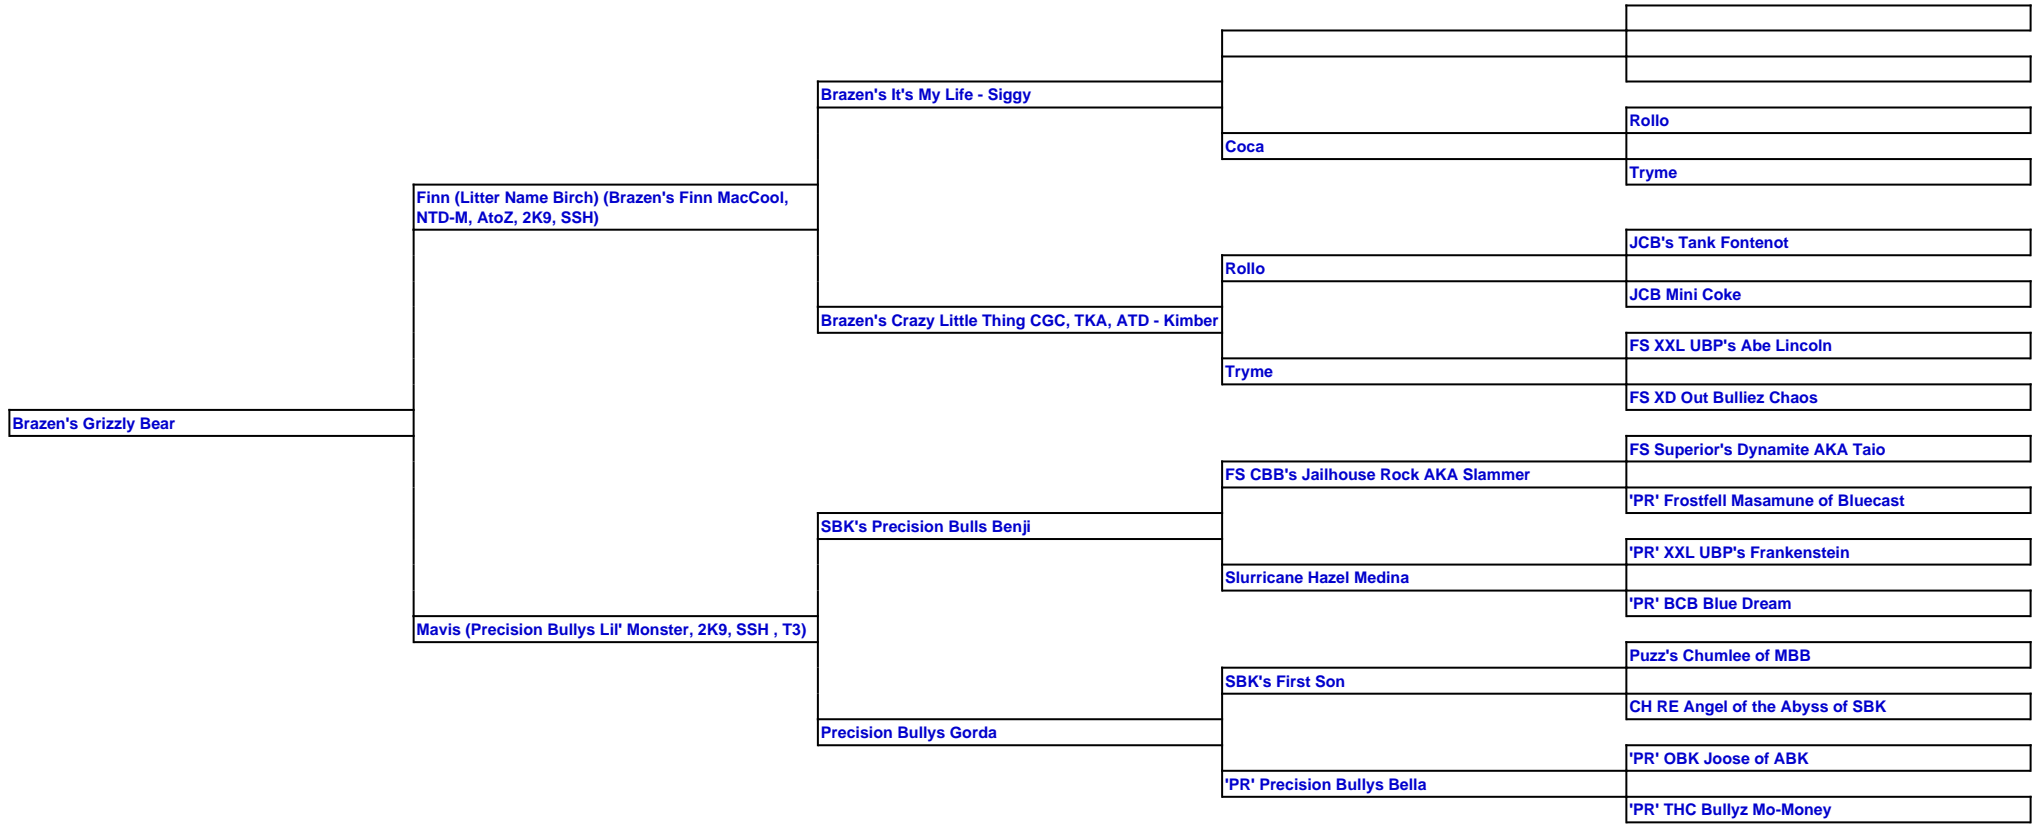 Brazen's It's My Life - Siggy
Rollo
Coca
Tryme
Finn (Litter Name Birch) (Brazen's Finn MacCool,
NTD-M, AtoZ, 2K9, SSH)
JCB's Tank Fontenot
Rollo
JCB Mini Coke
Brazen's Crazy Little Thing CGC, TKA, ATD - Kimber
FS XXL UBP's Abe Lincoln
Tryme
FS XD Out Bulliez Chaos
Brazen's Grizzly Bear
FS Superior's Dynamite AKA Taio
FS CBB's Jailhouse Rock AKA Slammer
'PR' Frostfell Masamune of Bluecast
SBK's Precision Bulls Benji
'PR' XXL UBP's Frankenstein
Slurricane Hazel Medina
'PR' BCB Blue Dream
Mavis (Precision Bullys Lil' Monster, 2K9, SSH , T3)
Puzz's Chumlee of MBB
SBK's First Son
CH RE Angel of the Abyss of SBK
Precision Bullys Gorda
'PR' OBK Joose of ABK
'PR' Precision Bullys Bella
'PR' THC Bullyz Mo-Money